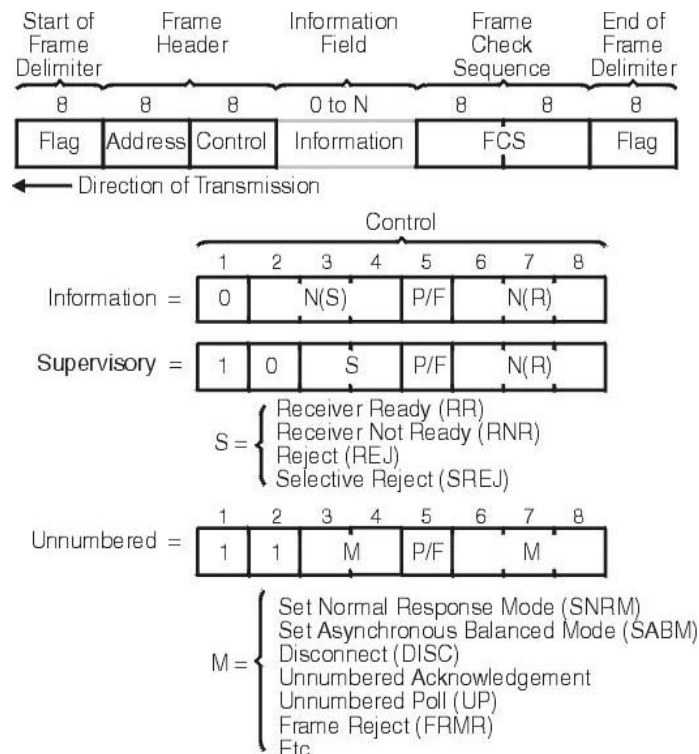 Start of Frame Delimiter
Frame Header
Information Field
Frame Check Sequence
End of Frame Delimiter
8 8 8 0 to N 8 8 8
Flag Address Control Information FCS Flag
Direction of Transmission
Control
1 2 3 4 5 6 7 8
Information = 0 N(S) P/F N(R)
Supervisory = 1 0 S P/F N(R)
S =
Receiver Ready (RR)
Receiver Not Ready (RNR)
Reject (REJ)
Selective Reject (SREJ)
1 2 3 4 5 6 7 8
Unnumbered = 1 1 M P/F M
M =
Set Normal Response Mode (SNRM)
Set Asynchronous Balanced Mode (SABM)
Disconnect (DISC)
Unnumbered Acknowledgement
Unnumbered Poll (UP)
Frame Reject (FRMR)
Etc